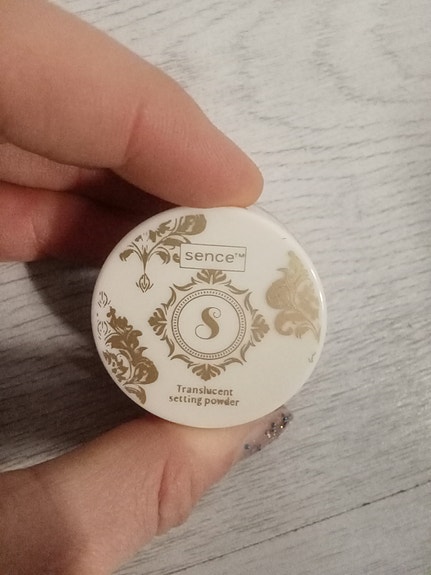 sence™
S
Translucent
setting powder